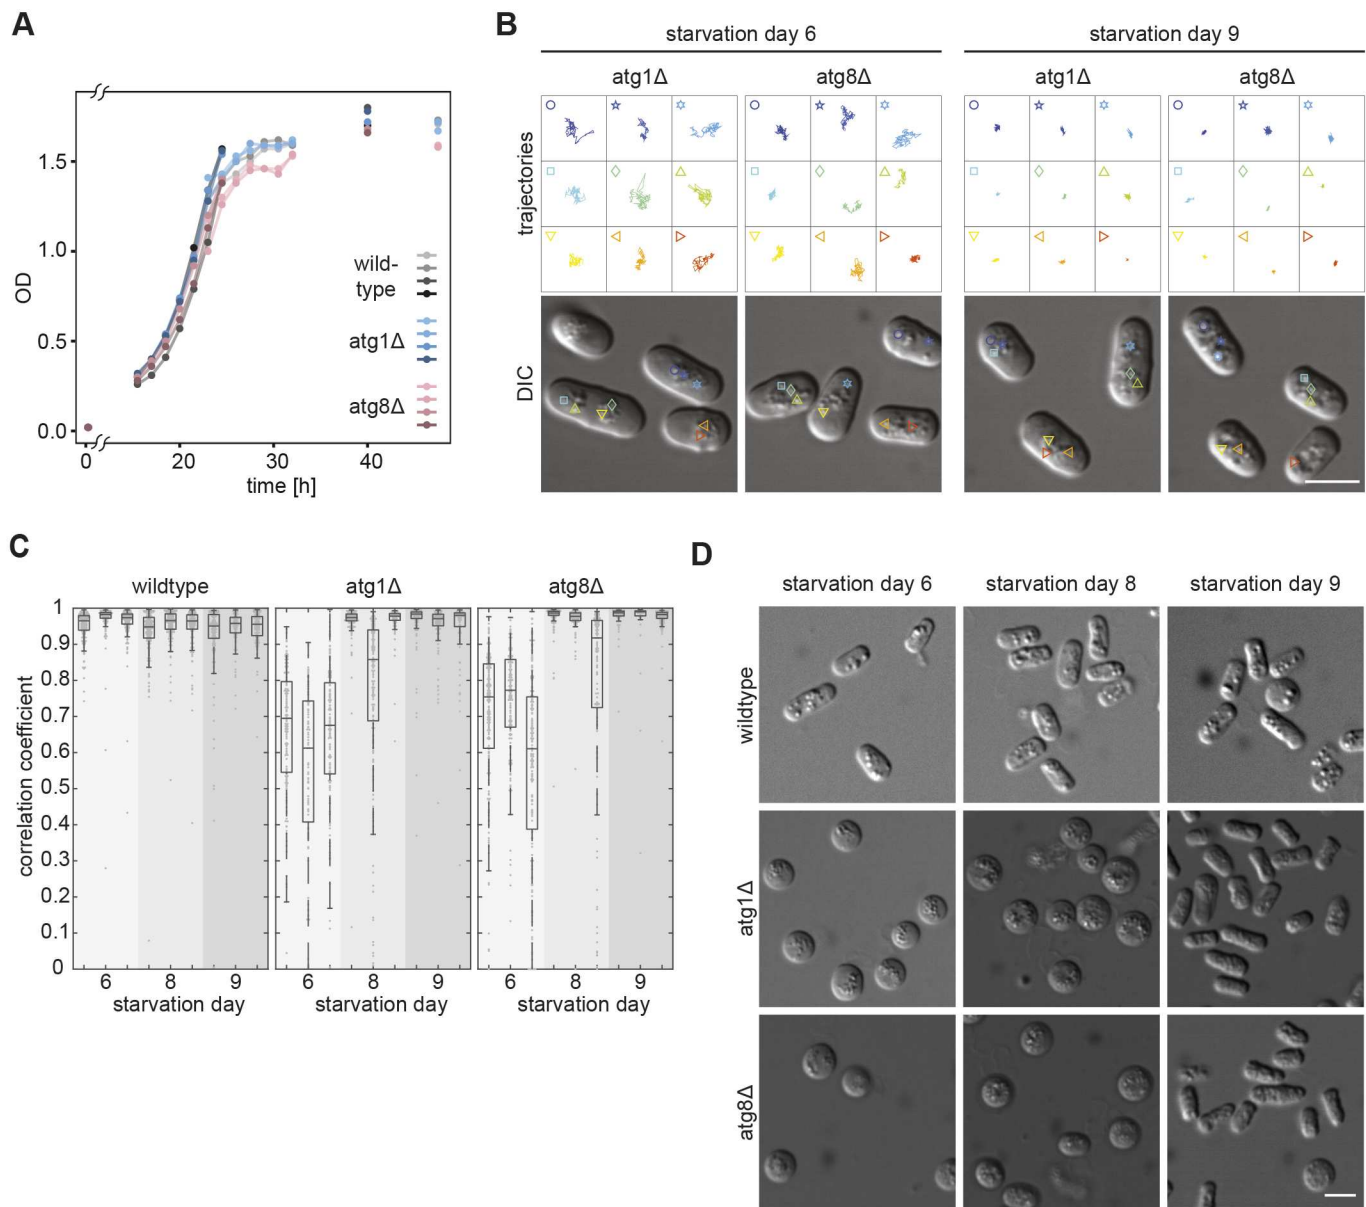 A
OD
1.5
1.0
0.5
0.0
0
20
30
40
time [h]
wild-
type
atg1Δ
atg8Δ
B
starvation day 6
starvation day 9
atg1Δ
atg8Δ
atg1Δ
atg8Δ
trajectories
DIC
C
wildtype
atg1Δ
atg8Δ
correlation coefficient
1
0.9
0.8
0.7
0.6
0.5
0.4
0.3
0.2
0.1
0
6
8
9
6
8
9
6
8
9
starvation day
starvation day
starvation day
D
starvation day 6
starvation day 8
starvation day 9
wildtype
atg1Δ
atg8Δ